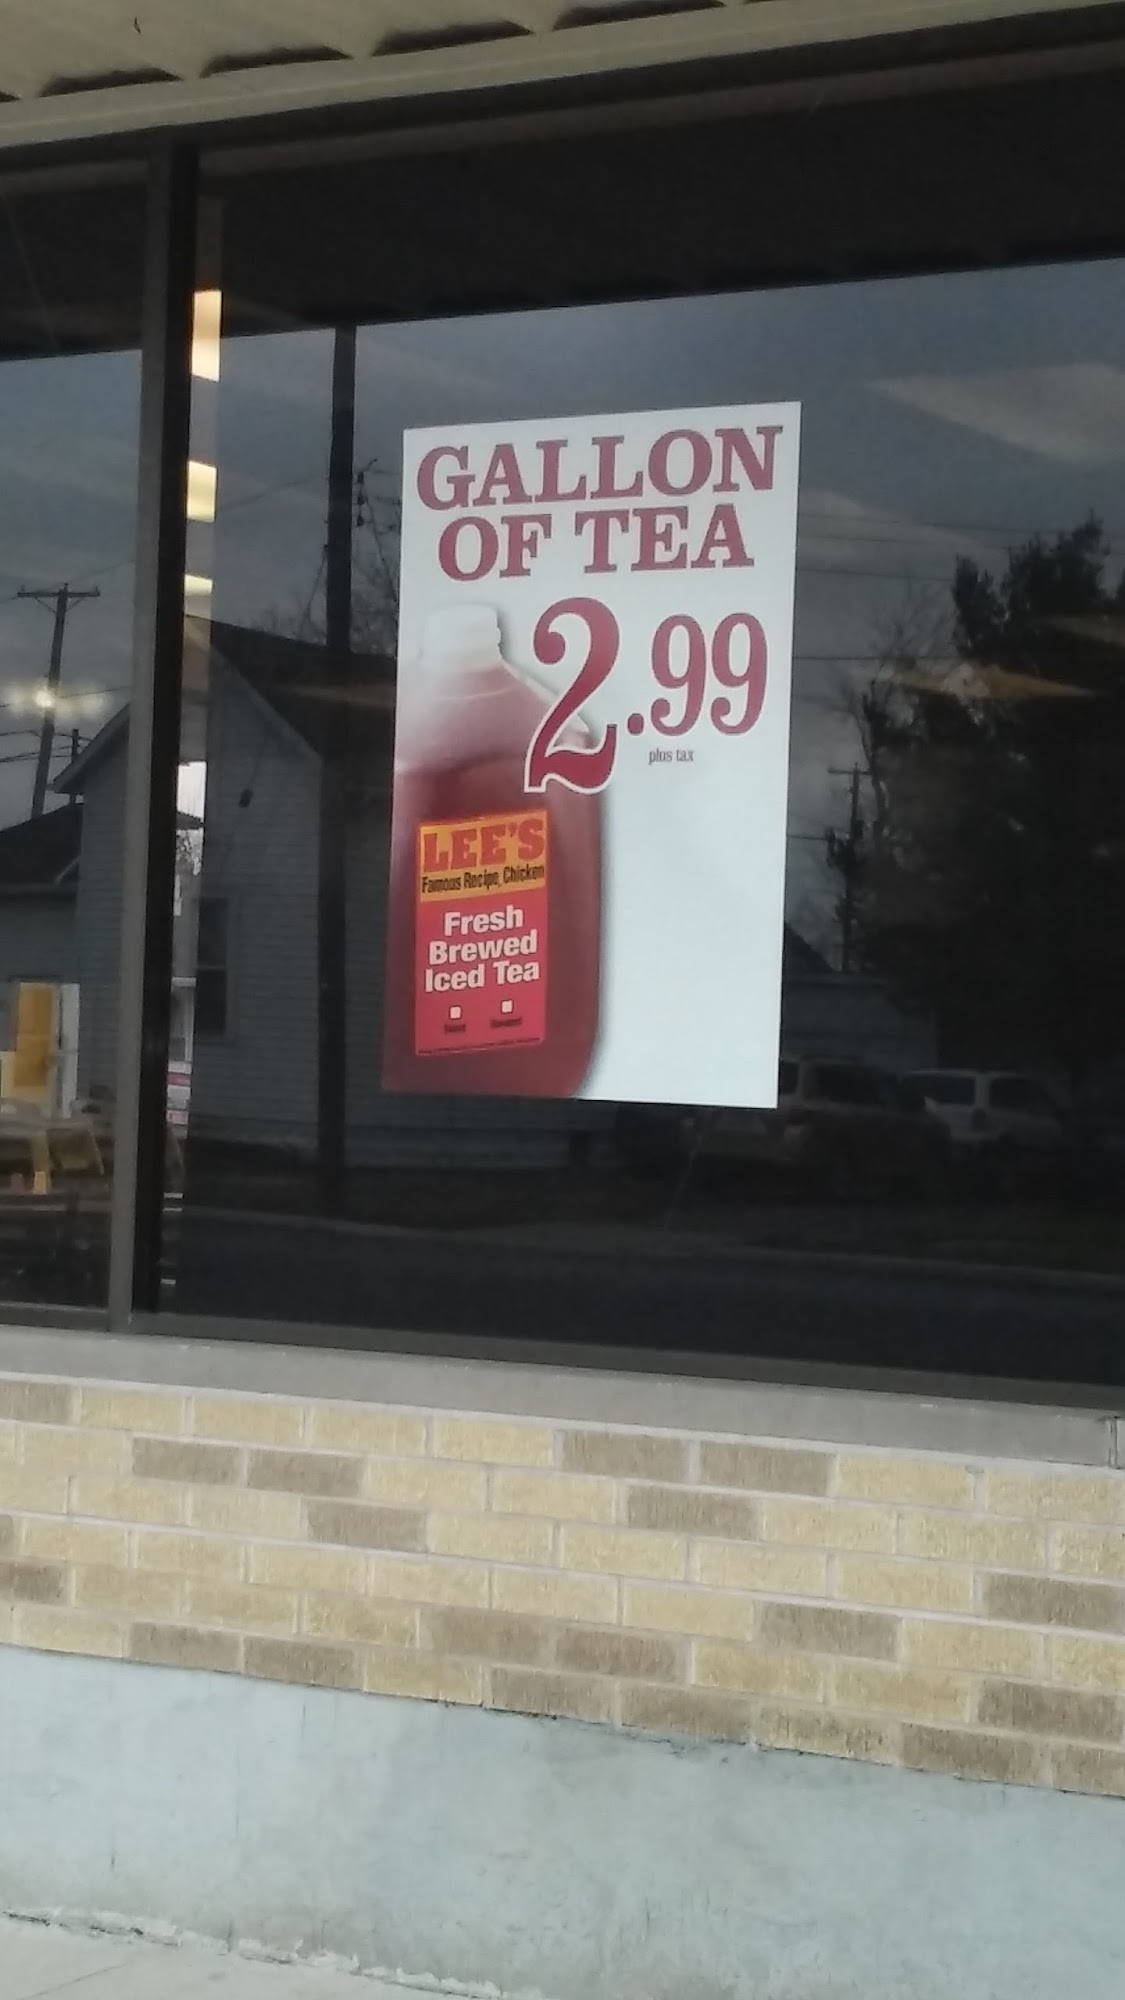 GALLON
OF TEA
2.99
plus tax
LEE'S
Famous Recipe, Chicken
Fresh
Brewed
Iced Tea